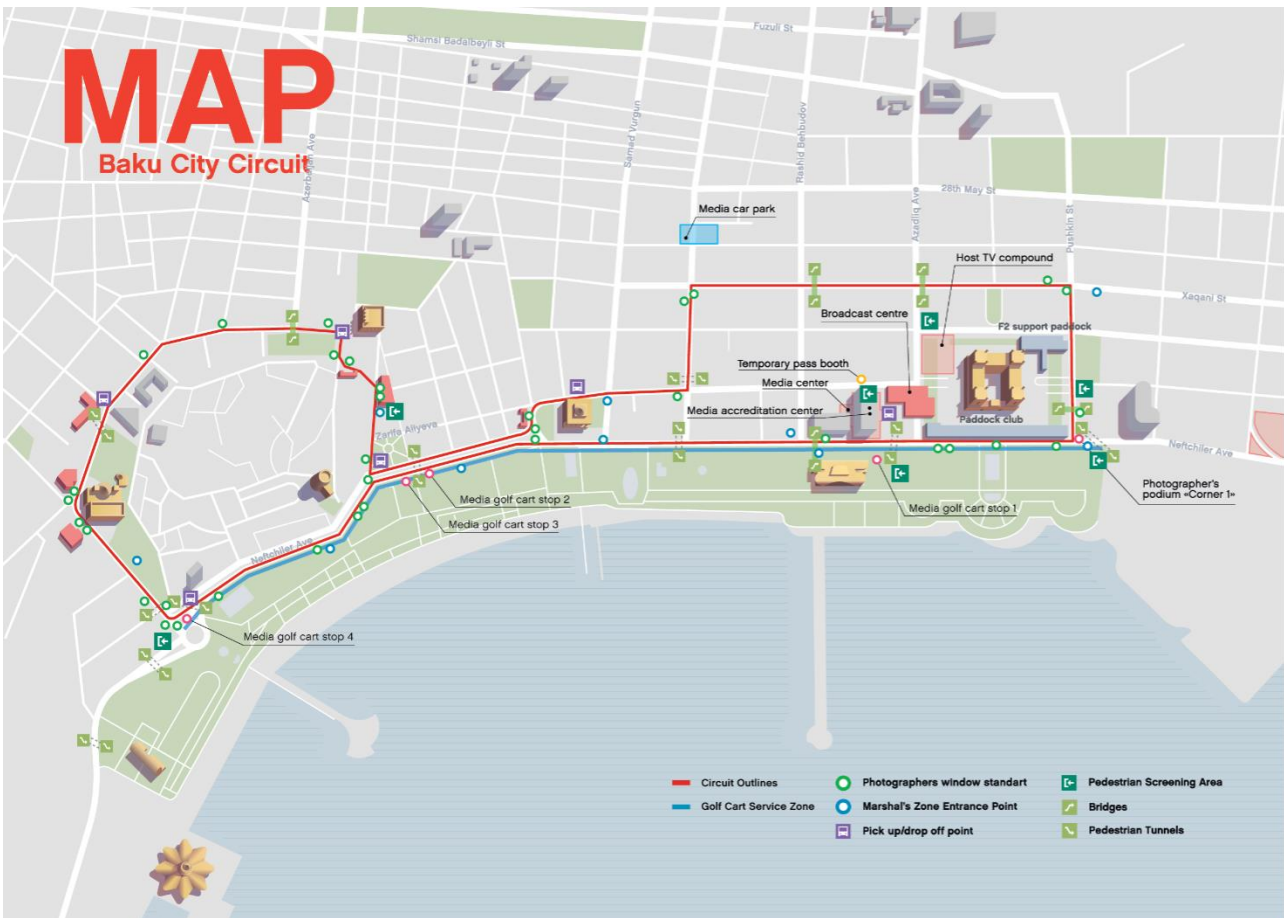 MAP
Baku City Circuit
Shamsi Badalbeyli St
Fuzuli St
Azerbaijan Ave
Samad Vurgun
Rashid Behbudov
Azadliq Ave
28th May St
Pushkin St
Media car park
Host TV compound
Xaqani St
Broadcast centre
F2 support paddock
Temporary pass booth
Media center
Media accreditation center
Paddock club
Zarifa Aliyeva
Neftchiler Ave
Photographer's
podium «Corner 1»
Media golf cart stop 2
Media golf cart stop 1
Media golf cart stop 3
Neftchiler Ave
Media golf cart stop 4
Circuit Outlines
Golf Cart Service Zone
Photographers window standart
Marshal's Zone Entrance Point
Pick up/drop off point
Pedestrian Screening Area
Bridges
Pedestrian Tunnels